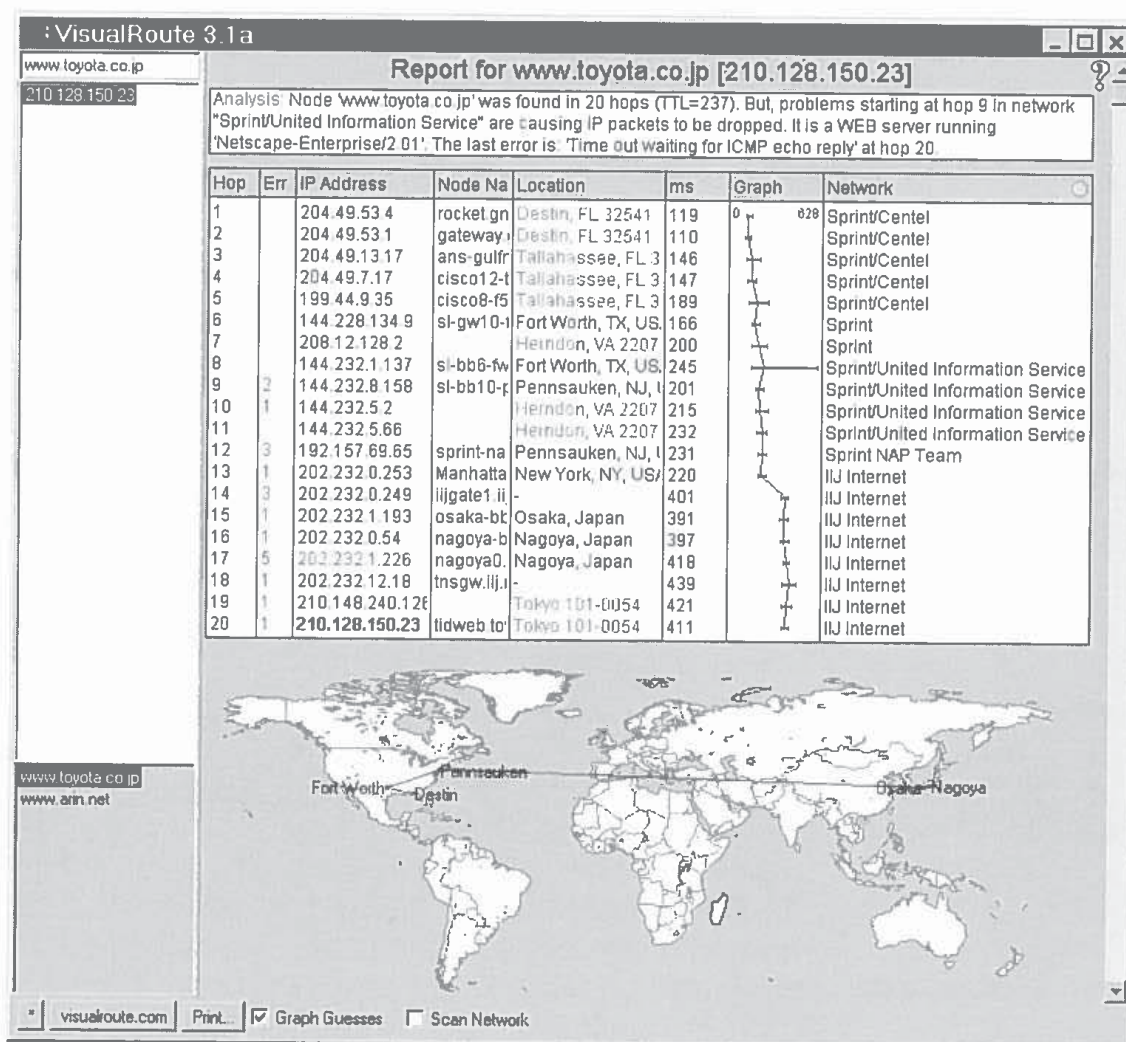 VisualRoute 3.1a
www.toyota.co.jp
210.128.150.23
Report for www.toyota.co.jp [210.128.150.23]
Analysis: Node 'www.toyota.co.jp' was found in 20 hops (TTL=237). But, problems starting at hop 9 in network
"Sprint/United Information Service" are causing IP packets to be dropped. It is a WEB server running
'Netscape-Enterprise/2.01'. The last error is: 'Time out waiting for ICMP echo reply' at hop 20.
Hop Err IP Address Node Na Location ms Graph Network
1 204.49.53.4 rocket.gn Destin, FL 32541 119 0 628 Sprint/Centel
2 204.49.53.1 gateway. Destin, FL 32541 110 Sprint/Centel
3 204.49.13.17 ans-gulfr Tallahassee, FL 3 146 Sprint/Centel
4 204.49.7.17 cisco12-t Tallahassee, FL 3 147 Sprint/Centel
5 199.44.9.35 cisco8-f5 Tallahassee, FL 3 189 Sprint/Centel
6 144.228.134.9 sl-gw10-f Fort Worth, TX, US. 166 Sprint
7 208.12.128.2 Herndon, VA 2207 200 Sprint
8 144.232.1.137 sl-bb6-fw Fort Worth, TX, US. 245 Sprint/United Information Service
9 2 144.232.8.158 sl-bb10-p Pennsauken, NJ, U 201 Sprint/United Information Service
10 1 144.232.5.2 Herndon, VA 2207 215 Sprint/United Information Service
11 144.232.5.66 Herndon, VA 2207 232 Sprint/United Information Service
12 3 192.157.69.65 sprint-na Pennsauken, NJ, U 231 Sprint NAP Team
13 1 202.232.0.253 Manhatta New York, NY, US/ 220 IIJ Internet
14 3 202.232.0.249 iijgate1.ii - 401 IIJ Internet
15 1 202.232.1.193 osaka-bb Osaka, Japan 391 IIJ Internet
16 1 202.232.0.54 nagoya-b Nagoya, Japan 397 IIJ Internet
17 5 202.232.1.226 nagoya0. Nagoya, Japan 418 IIJ Internet
18 1 202.232.12.18 tnsgw.iij. - 439 IIJ Internet
19 1 210.148.240.126 Tokyo 101-0054 421 IIJ Internet
20 1 210.128.150.23 tidweb.to Tokyo 101-0054 411 IIJ Internet
www.toyota.co.jp
www.arin.net
Pennsauken
Fort Worth
Destin
Osaka
Nagoya
* visualroute.com Print... Graph Guesses Scan Network